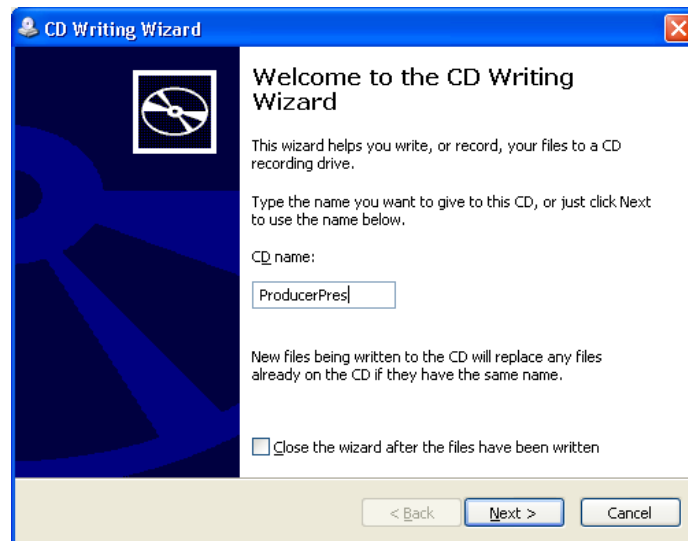 CD Writing Wizard
Welcome to the CD Writing
Wizard
This wizard helps you write, or record, your files to a CD
recording drive.
Type the name you want to give to this CD, or just click Next
to use the name below.
CD name:
ProducerPres
New files being written to the CD will replace any files
already on the CD if they have the same name.
Close the wizard after the files have been written
< Back
Next >
Cancel